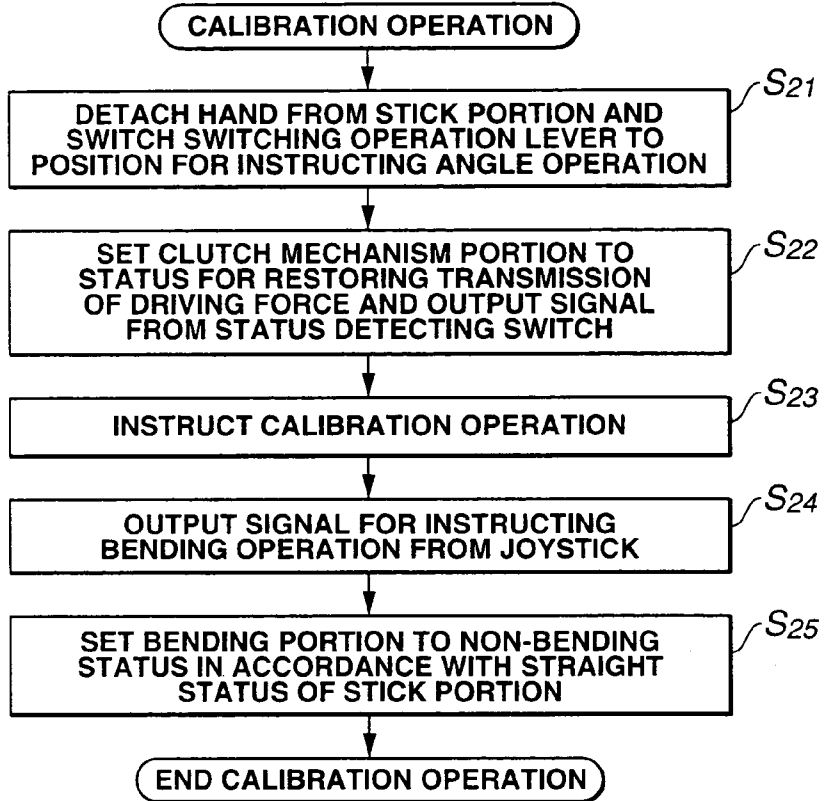 CALIBRATION OPERATION
S21
DETACH HAND FROM STICK PORTION AND
SWITCH SWITCHING OPERATION LEVER TO
POSITION FOR INSTRUCTING ANGLE OPERATION
S22
SET CLUTCH MECHANISM PORTION TO
STATUS FOR RESTORING TRANSMISSION
OF DRIVING FORCE AND OUTPUT SIGNAL
FROM STATUS DETECTING SWITCH
S23
INSTRUCT CALIBRATION OPERATION
S24
OUTPUT SIGNAL FOR INSTRUCTING
BENDING OPERATION FROM JOYSTICK
S25
SET BENDING PORTION TO NON-BENDING
STATUS IN ACCORDANCE WITH STRAIGHT
STATUS OF STICK PORTION
END CALIBRATION OPERATION